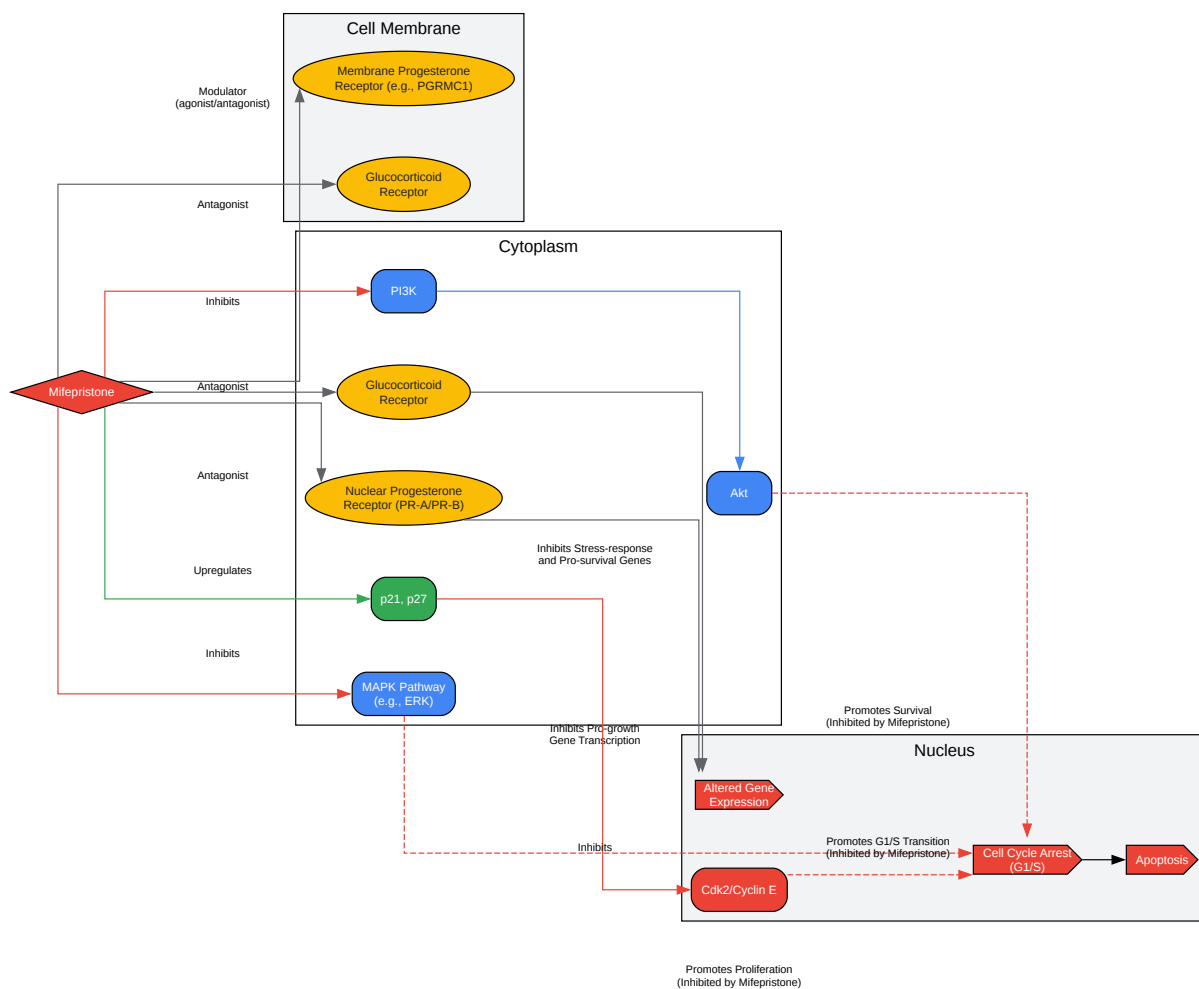 Cell Membrane
Membrane Progesterone
Receptor (e.g., PGRMC1)
Modulator
(agonist/antagonist)
Glucocorticoid
Receptor
Antagonist
Cytoplasm
PI3K
Inhibits
Mifepristone
Antagonist
Glucocorticoid
Receptor
Antagonist
Nuclear Progesterone
Receptor (PR-A/PR-B)
Akt
Inhibits Stress-response
and Pro-survival Genes
Upregulates
p21, p27
Inhibits
MAPK Pathway
(e.g., ERK)
Promotes Survival
(Inhibited by Mifepristone)
Inhibits Pro-growth
Gene Transcription
Nucleus
Altered Gene
Expression
Inhibits
Promotes G1/S Transition
(Inhibited by Mifepristone)
Cell Cycle Arrest
(G1/S)
Apoptosis
Cdk2/Cyclin E
Promotes Proliferation
(Inhibited by Mifepristone)